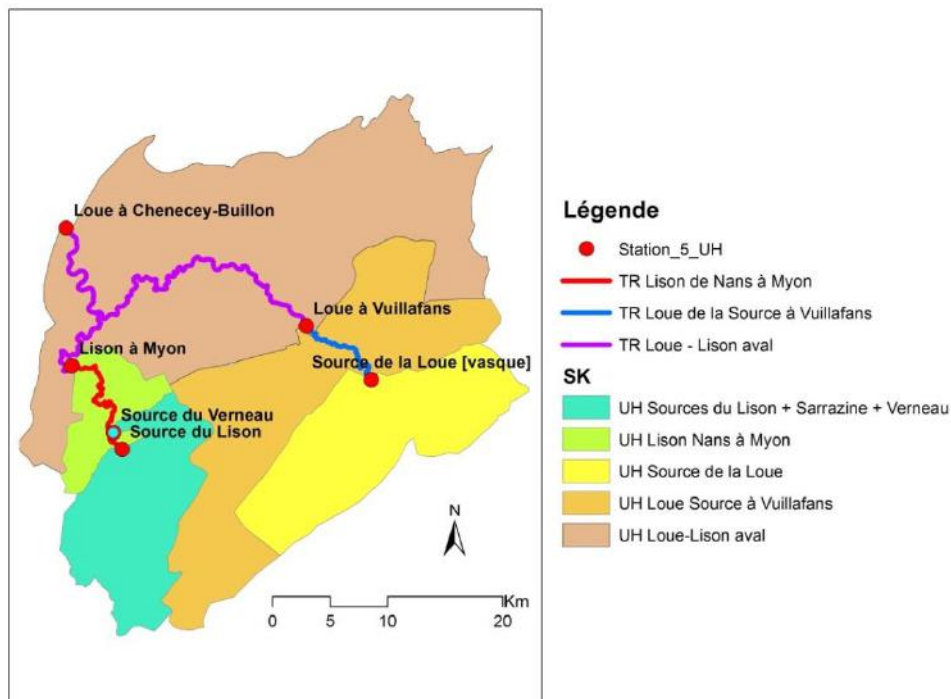 Loue à Chenecey-Buillon
Loue à Vuillafans
Lison à Myon
Source de la Loue [vasque]
Source du Verneau
Source du Lison
N
Km
0 5 10 20
Légende
Station_5_UH
TR Lison de Nans à Myon
TR Loue de la Source à Vuillafans
TR Loue - Lison aval
SK
UH Sources du Lison + Sarrazine + Verneau
UH Lison Nans à Myon
UH Source de la Loue
UH Loue Source à Vuillafans
UH Loue-Lison aval